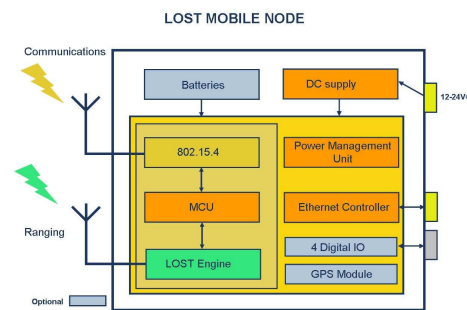 LOST MOBILE NODE
Communications
Batteries
DC supply
12-24V
802.15.4
Power Management
Unit
MCU
Ethernet Controller
Ranging
4 Digital IO
LOST Engine
GPS Module
Optional